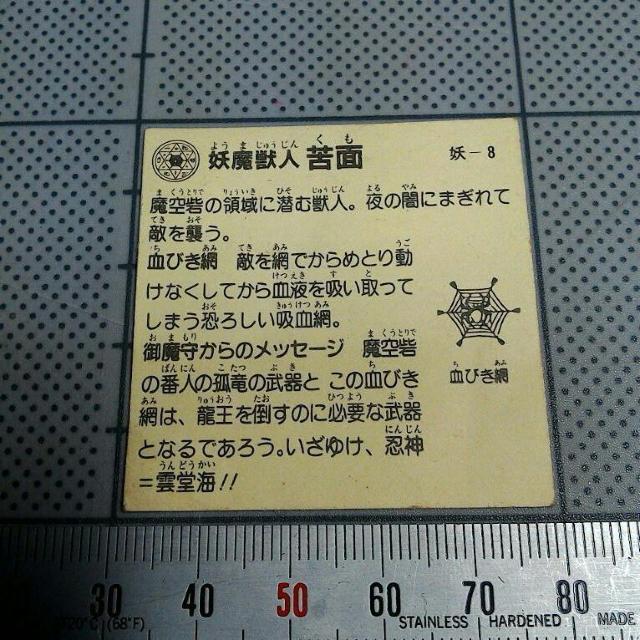 妖魔獣人 苦面 妖-8
魔空砦の領域に潜む獣人。夜の闇にまぎれて
敵を襲う。
血びき網 敵を網でからめとり動
けなくしてから血液を吸い取って
しまう恐ろしい吸血網。
御魔守からのメッセージ 魔空砦
の番人の孤竜の武器と この血びき
網は、龍王を倒すのに必要な武器
となるであろう。いざゆけ、忍神
=雲堂海!!
血びき網
30 40 50 60 70 80
20°C (68°F) STAINLESS HARDENED MADE